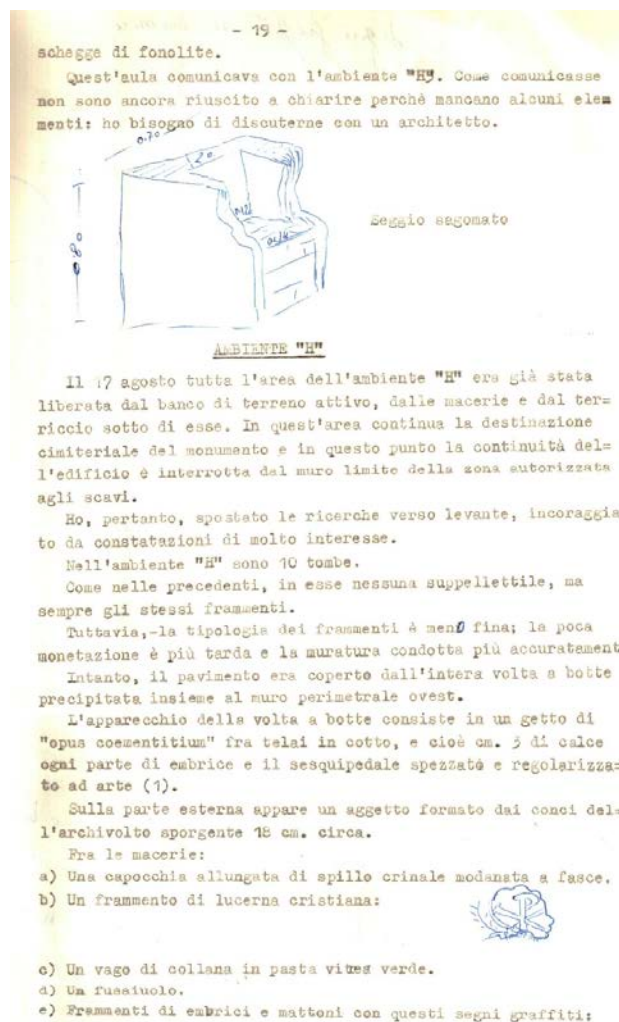 - 19 -
schegge di fonolite.
Quest'aula comunicava con l'ambiente "H". Come comunicasse
non sono ancora riuscito a chiarire perchè mancano alcuni elem
menti: ho bisogno di discuterne con un architetto.
0.70
20
0.80
Seggio sagomato
AMBIENTE "H"
Il 17 agosto tutta l'area dell'ambiente "H" era già stata
liberata dal banco di terreno attivo, dalle macerie e dal ter=
riccio sotto di esse. In quest'area continua la destinazione
cimiteriale del monumento e in questo punto la continuità del=
l'edificio è interrotta dal muro limite della zona autorizzata
agli scavi.
Ho, pertanto, spostato le ricerche verso levante, incoraggia
to da constatazioni di molto interesse.
Nell'ambiente "H" sono 10 tombe.
Come nelle precedenti, in esse nessuna suppellettile, ma
sempre gli stessi frammenti.
Tuttavia,-la tipologia dei frammenti è meno fina; la poca
monetazione è più tarda e la muratura condotta più accuratament
Intanto, il pavimento era coperto dall'intera volta a botte
precipitata insieme al muro perimetrale ovest.
L'apparecchio della volta a botte consiste in un getto di
"opus coementitium" fra telai in cotto, e cioè cm. 3 di calce
ogni parte di embrice e il sesquipedale spezzato e regolarizza=
to ad arte (1).
Sulla parte esterna appare un aggetto formato dai conci del=
l'archivolto sporgente 18 cm. circa.
Fra le macerie:
a) Una capocchia allungata di spillo crinale modanata a fasce.
b) Un frammento di lucerna cristiana:
c) Un vago di collana in pasta vitrea verde.
d) Un fusaiuolo.
e) Frammenti di embrici e mattoni con questi segni graffiti: